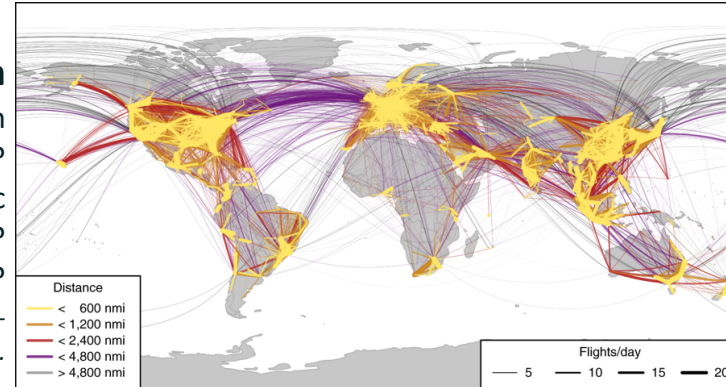 Distance
< 600 nmi
< 1,200 nmi
< 2,400 nmi
< 4,800 nmi
> 4,800 nmi
Flights/day
5 10 15 20